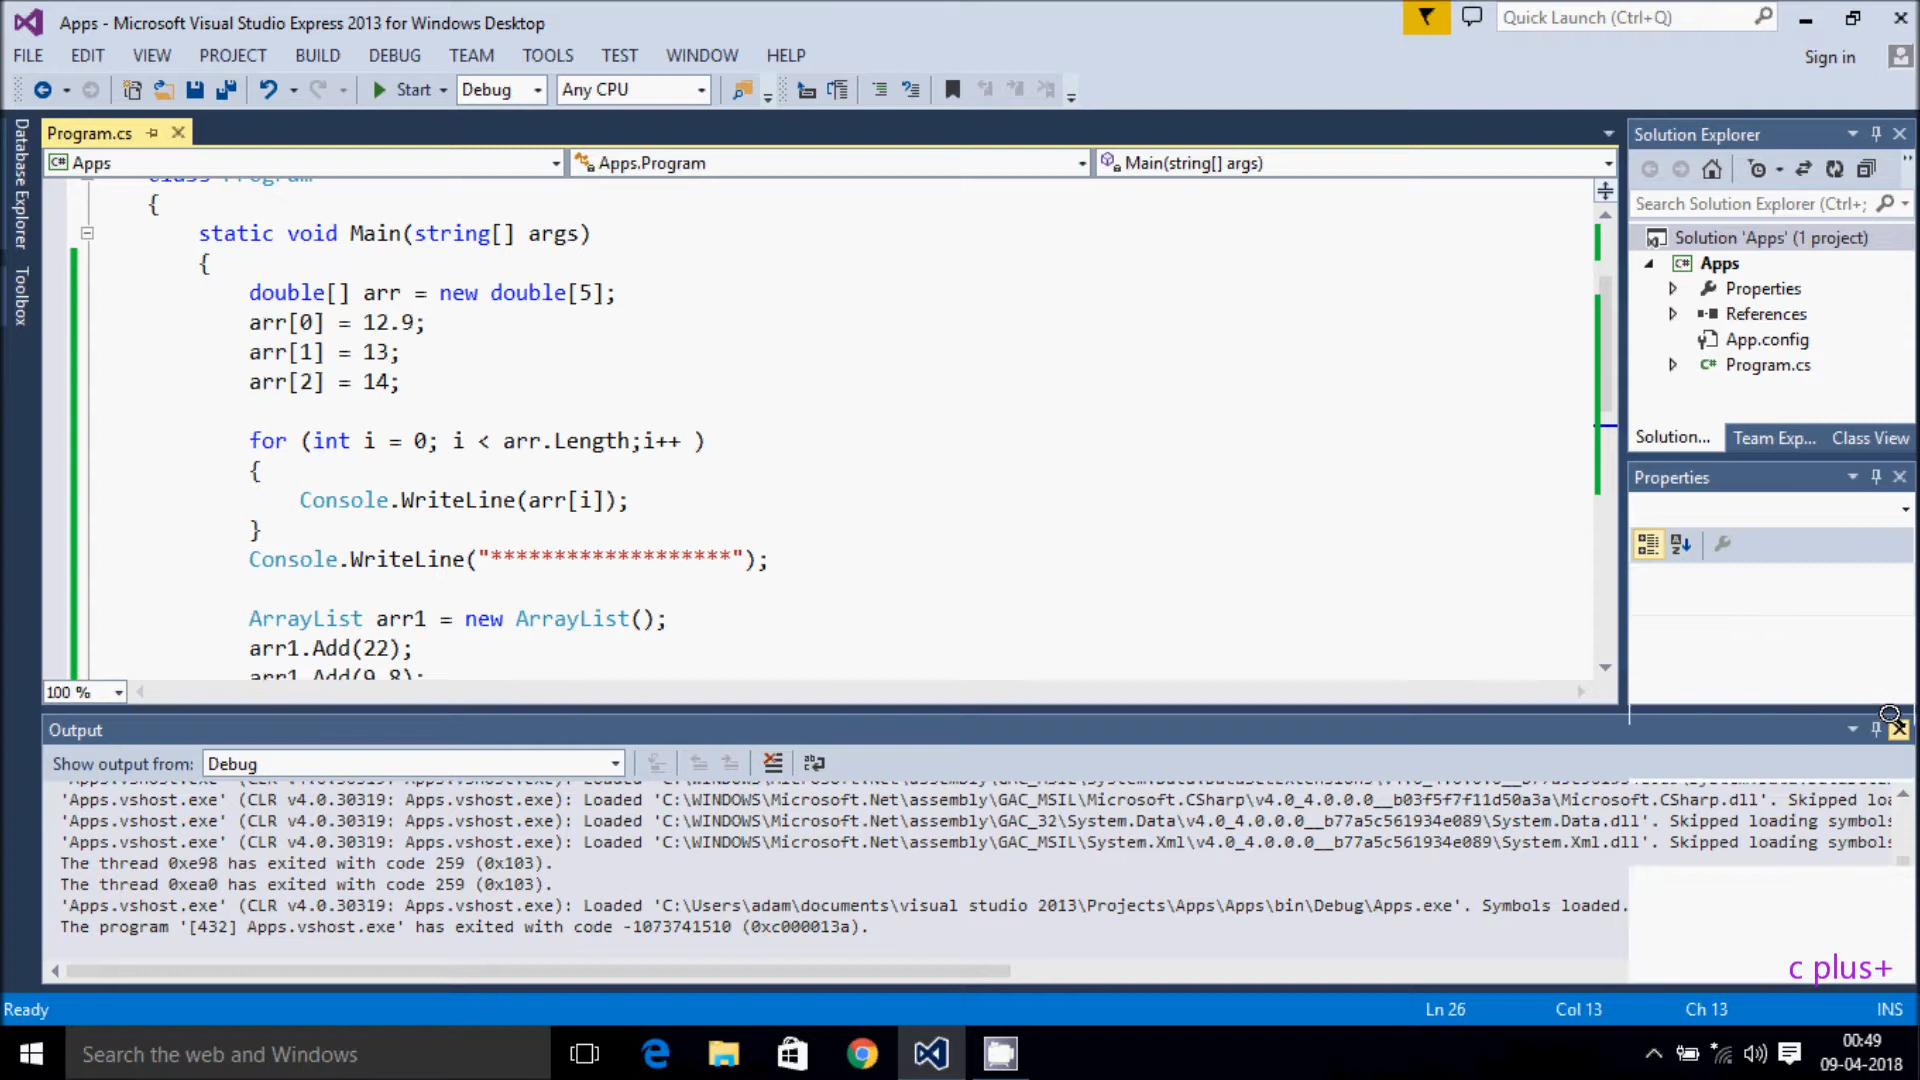 Apps - Microsoft Visual Studio Express 2013 for Windows Desktop
Quick Launch (Ctrl+Q)
FILE EDIT VIEW PROJECT BUILD DEBUG TEAM TOOLS TEST WINDOW HELP
Sign in
Start Debug Any CPU
Database Explorer
Toolbox
Program.cs
Apps
Apps.Program
Main(string[] args)
class Program
{
static void Main(string[] args)
{
double[] arr = new double[5];
arr[0] = 12.9;
arr[1] = 13;
arr[2] = 14;
for (int i = 0; i < arr.Length;i++ )
{
Console.WriteLine(arr[i]);
}
Console.WriteLine("*******************");
ArrayList arr1 = new ArrayList();
arr1.Add(22);
arr1.Add(9.8);
100 %
Solution Explorer
Search Solution Explorer (Ctrl+;
Solution 'Apps' (1 project)
Apps
Properties
References
App.config
Program.cs
Solution... Team Exp... Class View
Properties
Output
Show output from: Debug
'Apps.vshost.exe' (CLR v4.0.30319: Apps.vshost.exe): Loaded 'C:\WINDOWS\Microsoft.Net\assembly\GAC_MSIL\Microsoft.CSharp\v4.0_4.0.0.0__b03f5f7f11d50a3a\Microsoft.CSharp.dll'. Skipped loa
'Apps.vshost.exe' (CLR v4.0.30319: Apps.vshost.exe): Loaded 'C:\WINDOWS\Microsoft.Net\assembly\GAC_32\System.Data\v4.0_4.0.0.0__b77a5c561934e089\System.Data.dll'. Skipped loading symbols
'Apps.vshost.exe' (CLR v4.0.30319: Apps.vshost.exe): Loaded 'C:\WINDOWS\Microsoft.Net\assembly\GAC_MSIL\System.Xml\v4.0_4.0.0.0__b77a5c561934e089\System.Xml.dll'. Skipped loading symbols
The thread 0xe98 has exited with code 259 (0x103).
The thread 0xea0 has exited with code 259 (0x103).
'Apps.vshost.exe' (CLR v4.0.30319: Apps.vshost.exe): Loaded 'C:\Users\adam\documents\visual studio 2013\Projects\Apps\Apps\bin\Debug\Apps.exe'. Symbols loaded.
The program '[432] Apps.vshost.exe' has exited with code -1073741510 (0xc000013a).
c plus+
Ready
Ln 26 Col 13 Ch 13 INS
Search the web and Windows
00:49
09-04-2018